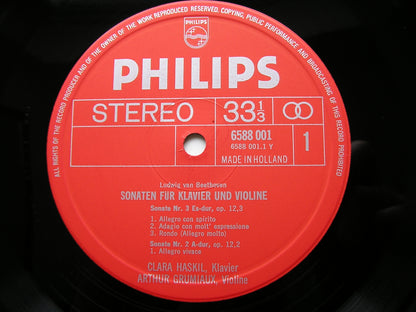 ALL RIGHTS OF THE RECORD PRODUCER AND OF THE OWNER OF THE WORK REPRODUCED RESERVED. COPYING, PUBLIC PERFORMANCE AND BROADCASTING OF THIS RECORD PROHIBITED
PHILIPS
STEREO 33 1/3
6588 001
6588 001.1 Y
1
MADE IN HOLLAND
Ludwig van Beethoven
SONATEN FÜR KLAVIER UND VIOLINE
Sonate Nr. 3 Es-dur, op. 12,3
1. Allegro con spirito
2. Adagio con molt' espressione
3. Rondo (Allegro molto)
Sonate Nr. 2 A-dur, op. 12,2
1. Allegro vivace
CLARA HASKIL, Klavier
ARTHUR GRUMIAUX, Violine